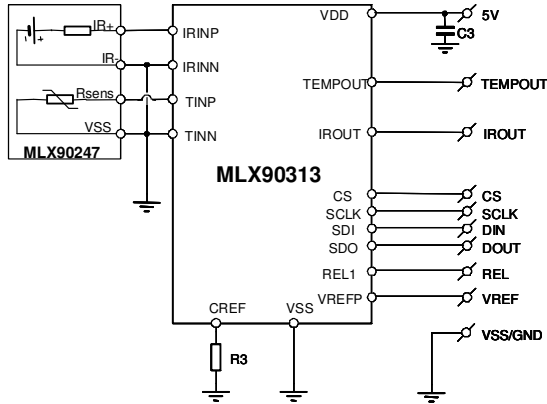 IR+
IRINP
VDD
5V
C3
IR-
IRINN
Rsens
TINP
TEMPOUT
TEMPOUT
VSS
TINN
IROUT
IROUT
MLX90247
MLX90313
CS
CS
SCLK
SCLK
SDI
DIN
SDO
DOUT
REL1
REL
VREFP
VREF
CREF
VSS
VSS/GND
R3